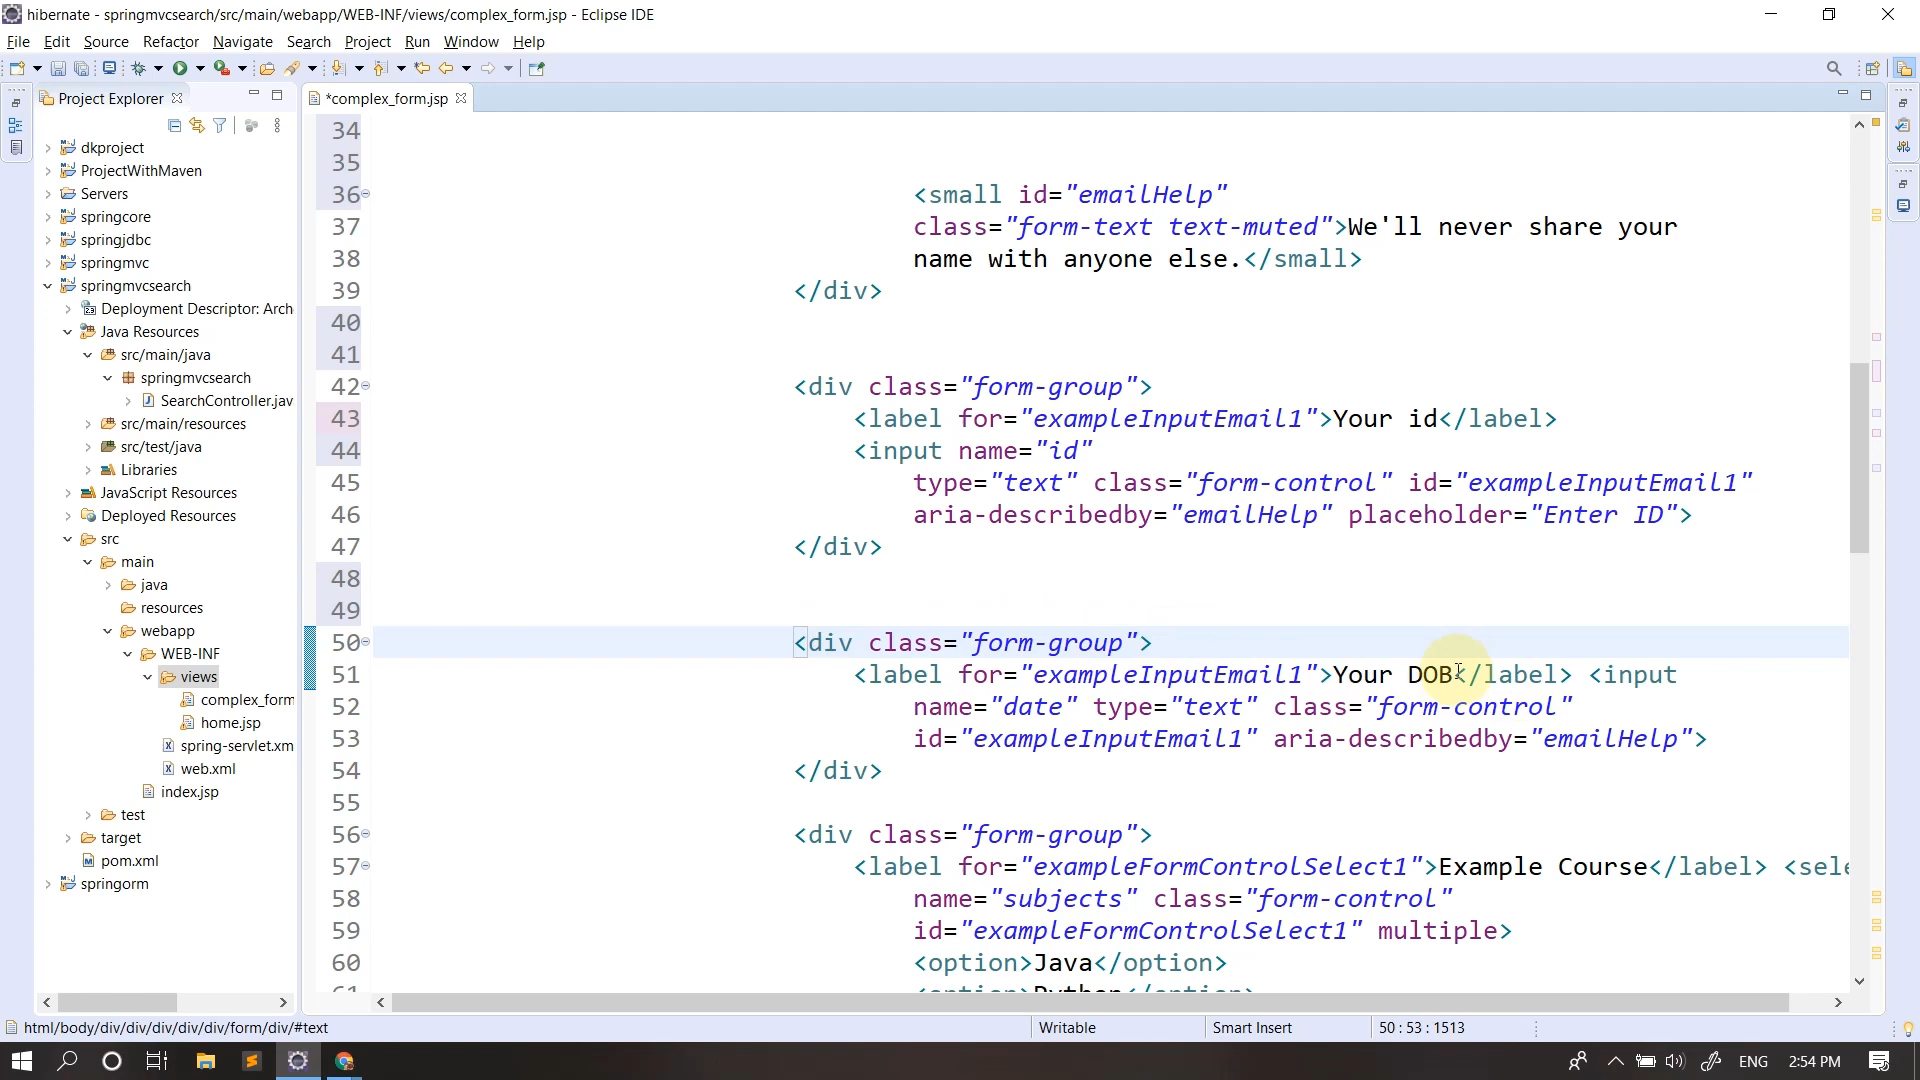 hibernate - springmvcsearch/src/main/webapp/WEB-INF/views/complex_form.jsp - Eclipse IDE
File Edit Source Refactor Navigate Search Project Run Window Help
Project Explorer
*complex_form.jsp
dkproject
ProjectWithMaven
Servers
springcore
springjdbc
springmvc
springmvcsearch
Deployment Descriptor: Arch
Java Resources
src/main/java
springmvcsearch
SearchController.jav
src/main/resources
src/test/java
Libraries
JavaScript Resources
Deployed Resources
src
main
java
resources
webapp
WEB-INF
views
complex_form
home.jsp
spring-servlet.xm
web.xml
index.jsp
test
target
pom.xml
springorm
34
35
36 <small id="emailHelp"
37 class="form-text text-muted">We'll never share your
38 name with anyone else.</small>
39 </div>
40
41
42 <div class="form-group">
43 <label for="exampleInputEmail1">Your id</label>
44 <input name="id"
45 type="text" class="form-control" id="exampleInputEmail1"
46 aria-describedby="emailHelp" placeholder="Enter ID">
47 </div>
48
49
50 <div class="form-group">
51 <label for="exampleInputEmail1">Your DOB</label> <input
52 name="date" type="text" class="form-control"
53 id="exampleInputEmail1" aria-describedby="emailHelp">
54 </div>
55
56 <div class="form-group">
57 <label for="exampleFormControlSelect1">Example Course</label> <sele
58 name="subjects" class="form-control"
59 id="exampleFormControlSelect1" multiple>
60 <option>Java</option>
61 <option>Python</option>
html/body/div/div/div/div/div/form/div/#text
Writable
Smart Insert
50 : 53 : 1513
ENG
2:54 PM